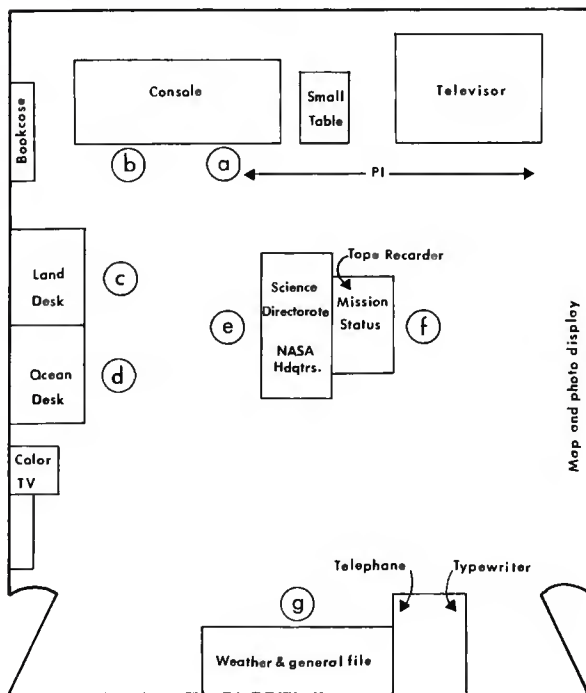 Console
Small
Table
Televisor
Bookcase
b
a
PI
Land
Desk
c
Tape Recorder
Science
Directorate
NASA
Hdqtrs.
Mission
Status
e
f
Ocean
Desk
d
Map and photo display
Color
TV
Telephone
Typewriter
g
Weather & general file